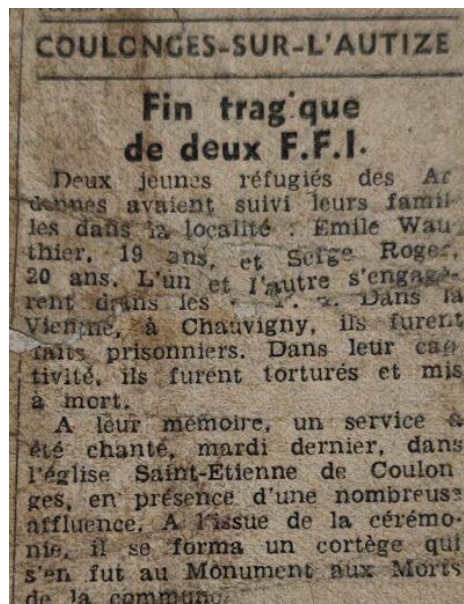 COULONGES-SUR-L'AUTIZE
Fin trag'que
de deux F.F.I.
Deux jeunes réfugiés des Ar
dennes avaient suivi leurs famil
les dans la localité : Emile Wau
thier, 19 ans, et Serge Roger,
20 ans. L'un et l'autre s'engagè-
rent dans les Dans la
Vienne, à Chauvigny, ils furent
faits prisonniers. Dans leur cap
tivité, ils furent torturés et mis
à mort.
A leur mémoire, un service a
été chanté, mardi dernier, dans
l'église Saint-Etienne de Coulon
ges, en présence d'une nombreuse
affluence. A l'issue de la cérémo-
nie, il se forma un cortège qui
s'en fut au Monument aux Morts
de la commune